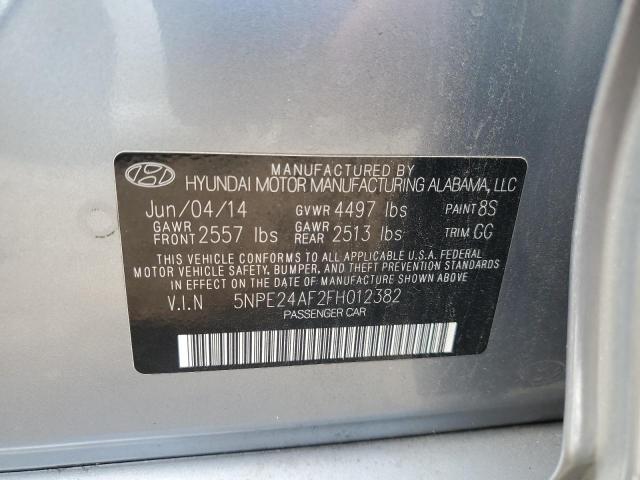 MANUFACTURED BY
HYUNDAI MOTOR MANUFACTURING ALABAMA, LLC
Jun/04/14 GVWR 4497 lbs PAINT 8S
GAWR FRONT 2557 lbs GAWR REAR 2513 lbs TRIM GG
THIS VEHICLE CONFORMS TO ALL APPLICABLE U.S.A. FEDERAL
MOTOR VEHICLE SAFETY, BUMPER, AND THEFT PREVENTION STANDARDS
IN EFFECT ON THE DATE OF MANUFACTURE SHOWN ABOVE.
V.I.N 5NPE24AF2FH012382
PASSENGER CAR